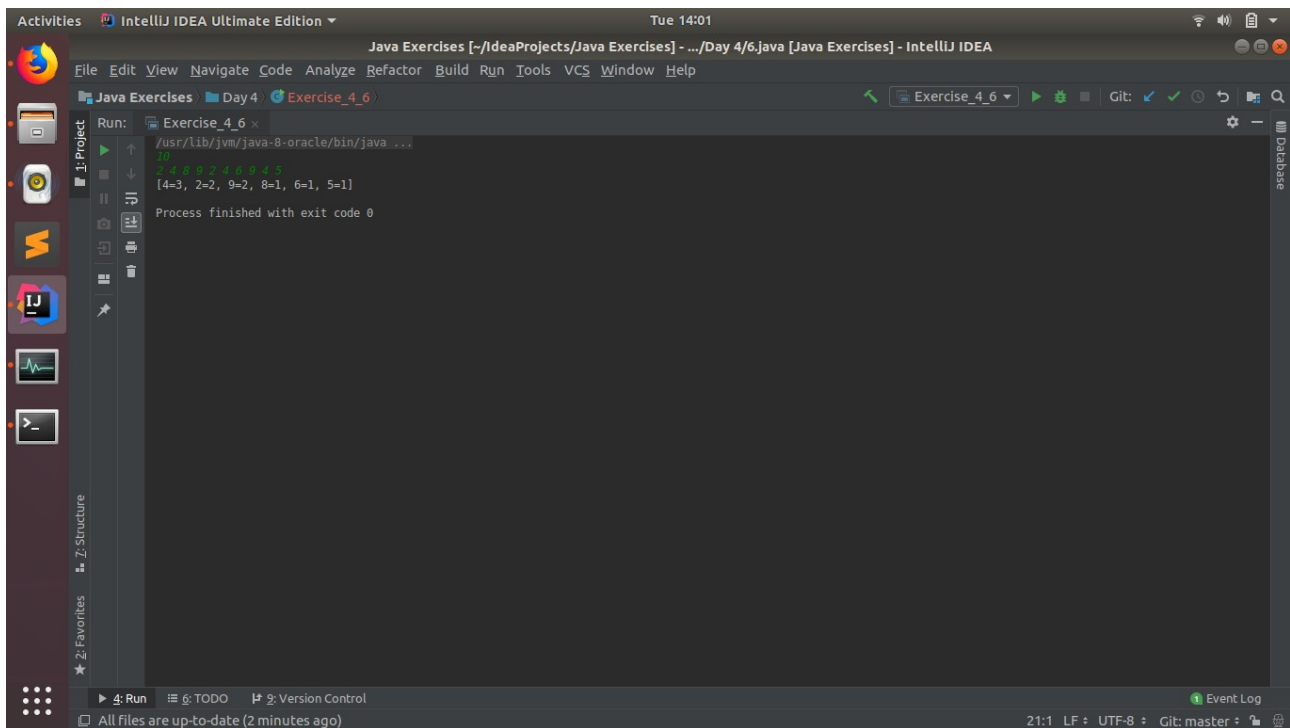 Activities IntelliJ IDEA Ultimate Edition Tue 14:01
Java Exercises [~/IdeaProjects/Java Exercises] - .../Day 4/6.java [Java Exercises] - IntelliJ IDEA
File Edit View Navigate Code Analyze Refactor Build Run Tools VCS Window Help
Java Exercises Day 4 Exercise_4_6 Exercise_4_6 Git:
Run: Exercise_4_6
1: Project
Database
/usr/lib/jvm/java-8-oracle/bin/java ...
10
2 4 8 9 2 4 6 9 4 5
[4=3, 2=2, 9=2, 8=1, 6=1, 5=1]
Process finished with exit code 0
IJ
>_
7: Structure
2: Favorites
4: Run 6: TODO 9: Version Control 1 Event Log
All files are up-to-date (2 minutes ago) 21:1 LF UTF-8 Git: master